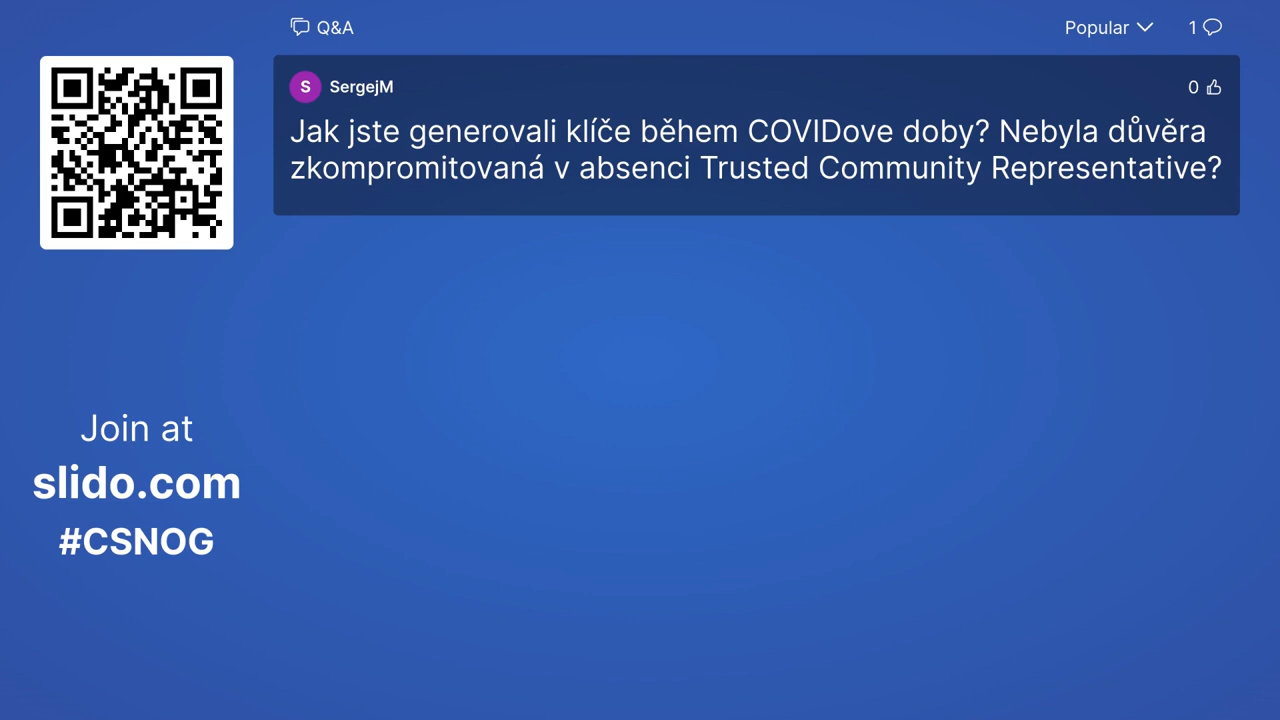 Q&A
Popular
1
S
SergejM
0
Jak jste generovali klíče během COVIDove doby? Nebyla důvěra
zkompromitovaná v absenci Trusted Community Representative?
Join at
slido.com
#CSNOG